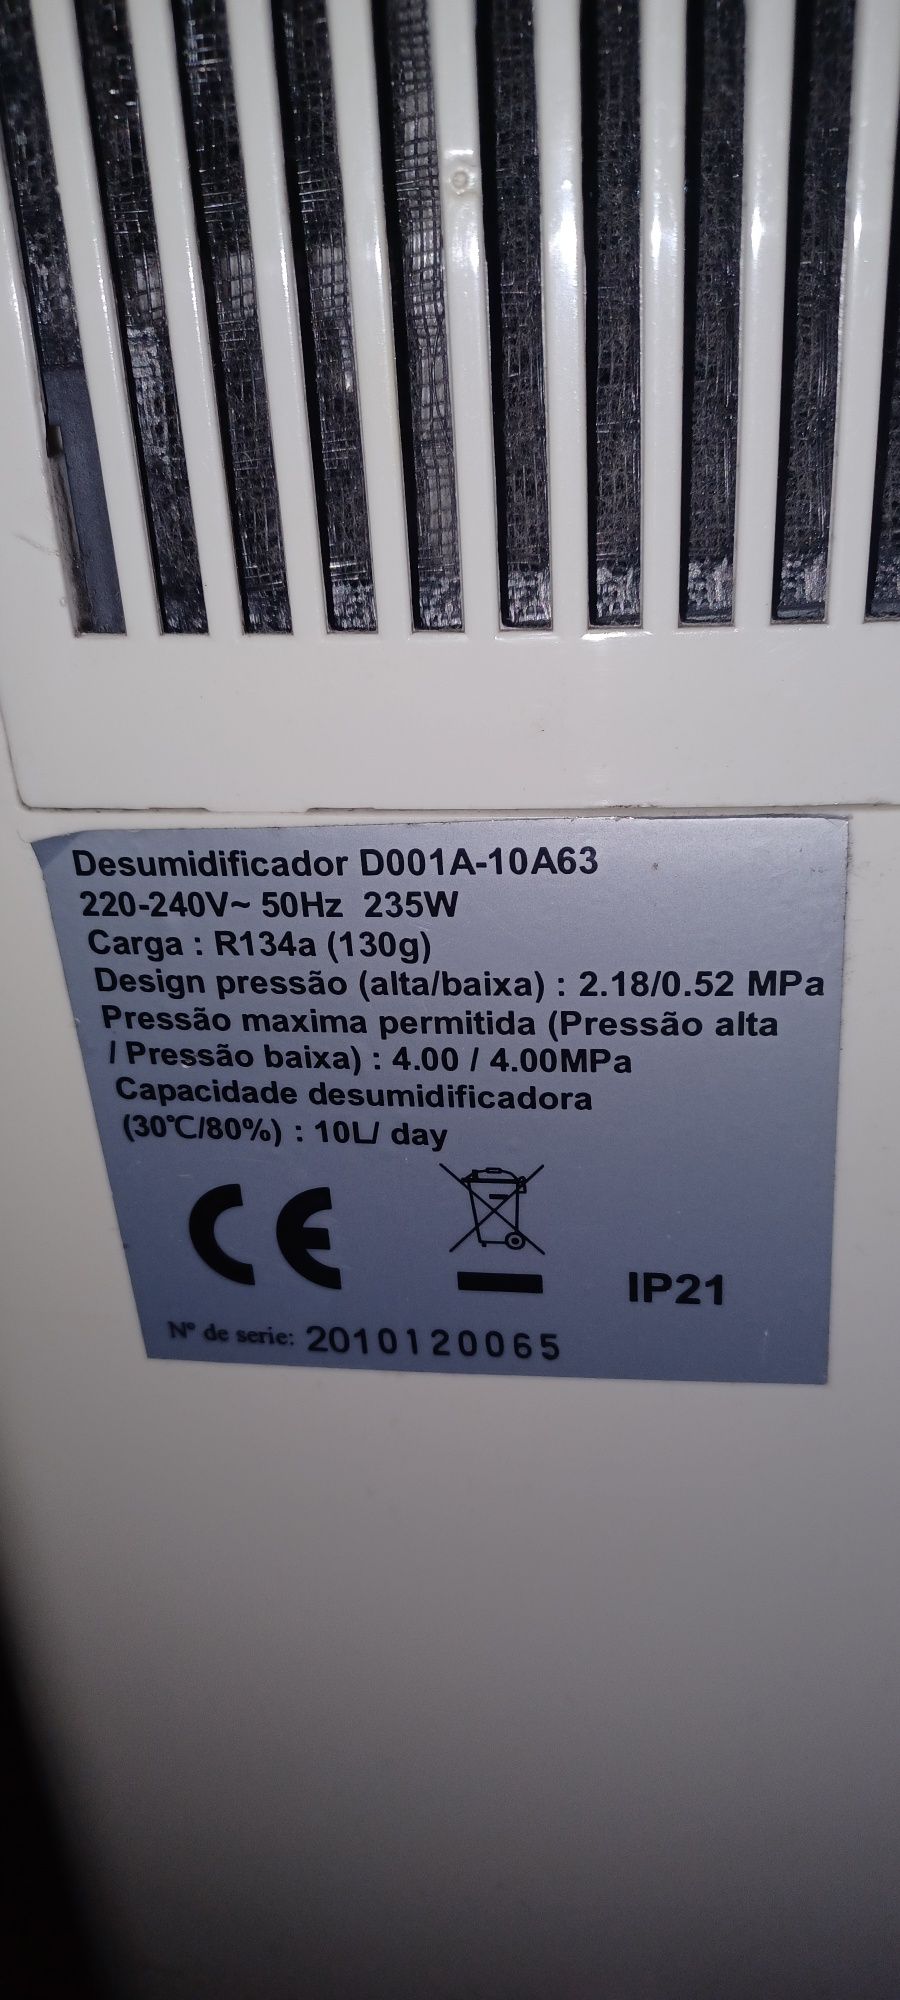 Desumidificador D001A-10A63
220-240V~ 50Hz 235W
Carga : R134a (130g)
Design pressão (alta/baixa) : 2.18/0.52 MPa
Pressão maxima permitida (Pressão alta
/ Pressão baixa) : 4.00 / 4.00MPa
Capacidade desumidificadora
(30℃/80%) : 10L/ day
CE
IP21
Nº de serie: 2010120065